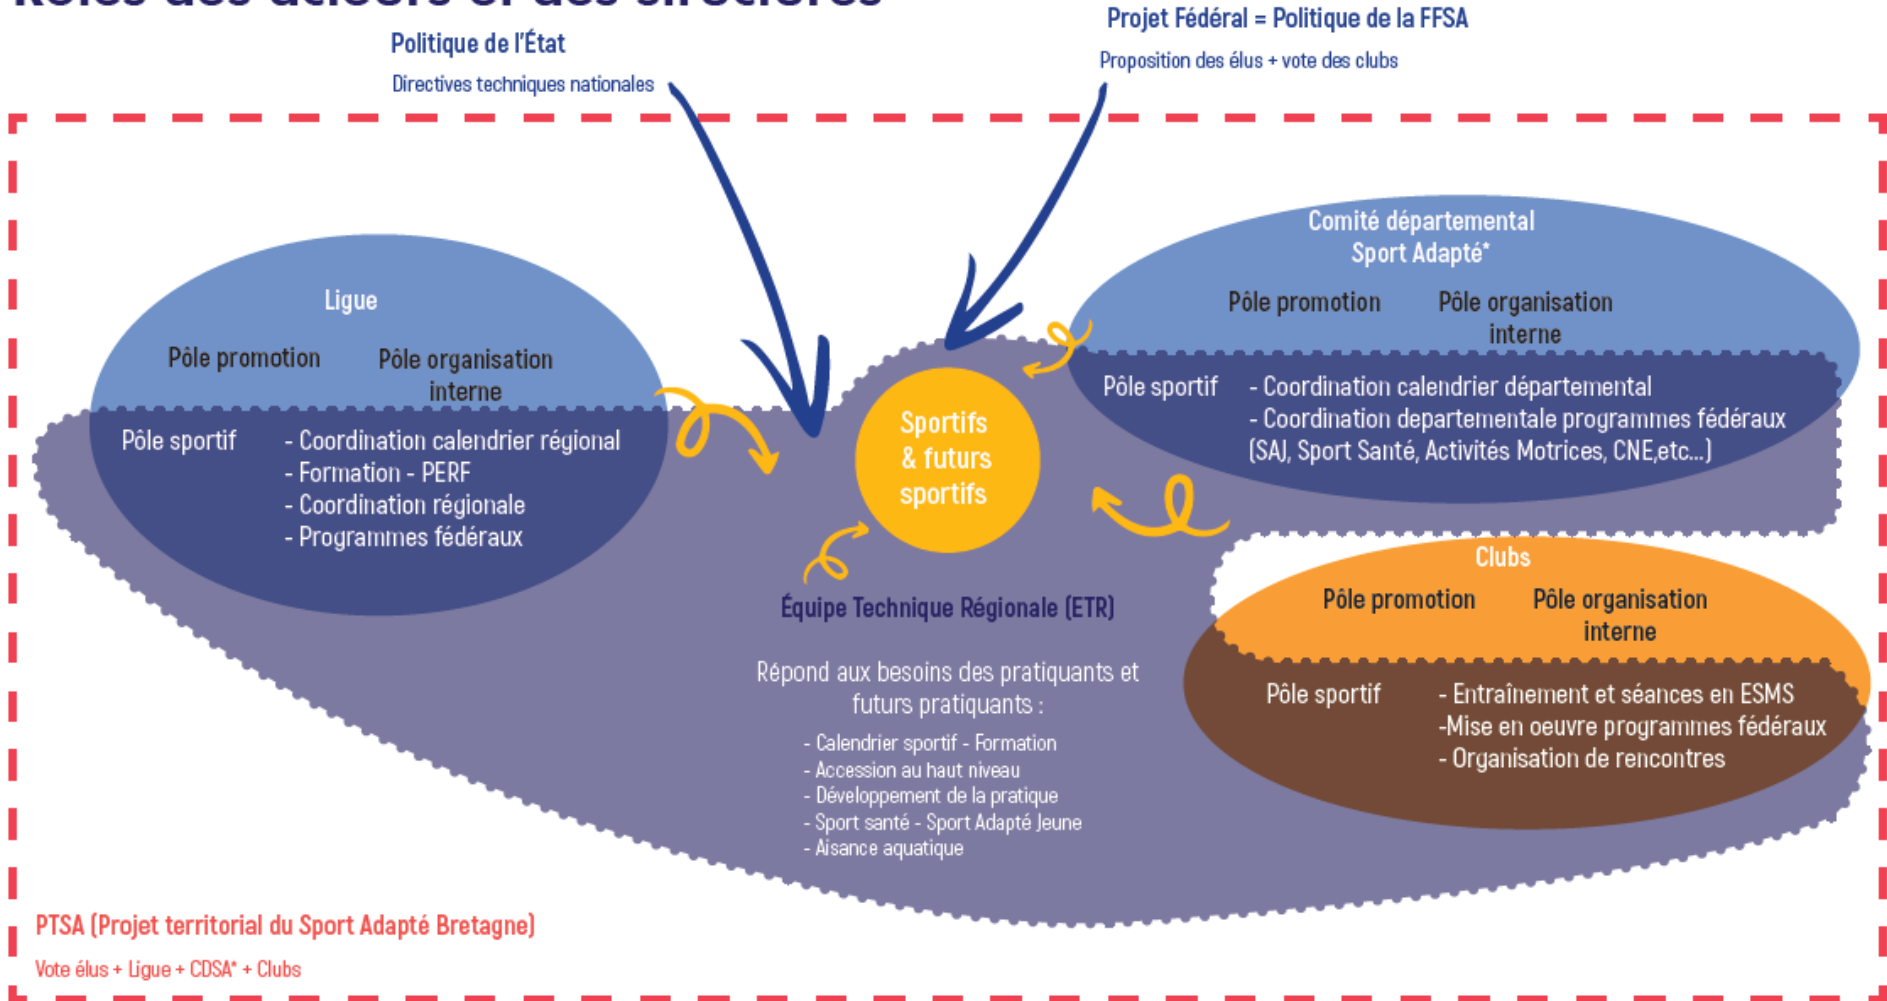 Rôles des acteurs et des structures
Politique de l'État
Directives techniques nationales
Projet Fédéral = Politique de la FFSA
Proposition des élus + vote des clubs
Ligue
Pôle promotion
Pôle organisation
interne
Pôle sportif
- Coordination calendrier régional
- Formation - PERF
- Coordination régionale
- Programmes fédéraux
Comité départemental
Sport Adapté*
Pôle promotion
Pôle organisation
interne
Pôle sportif
- Coordination calendrier départemental
- Coordination departementale programmes fédéraux
(SAJ, Sport Santé, Activités Motrices, CNE,etc...)
Sportifs
& futurs
sportifs
Équipe Technique Régionale (ETR)
Répond aux besoins des pratiquants et
futurs pratiquants :
- Calendrier sportif - Formation
- Accession au haut niveau
- Développement de la pratique
- Sport santé - Sport Adapté Jeune
- Aisance aquatique
Clubs
Pôle promotion
Pôle organisation
interne
Pôle sportif
- Entraînement et séances en ESMS
-Mise en oeuvre programmes fédéraux
- Organisation de rencontres
PTSA (Projet territorial du Sport Adapté Bretagne)
Vote élus + Ligue + CDSA* + Clubs